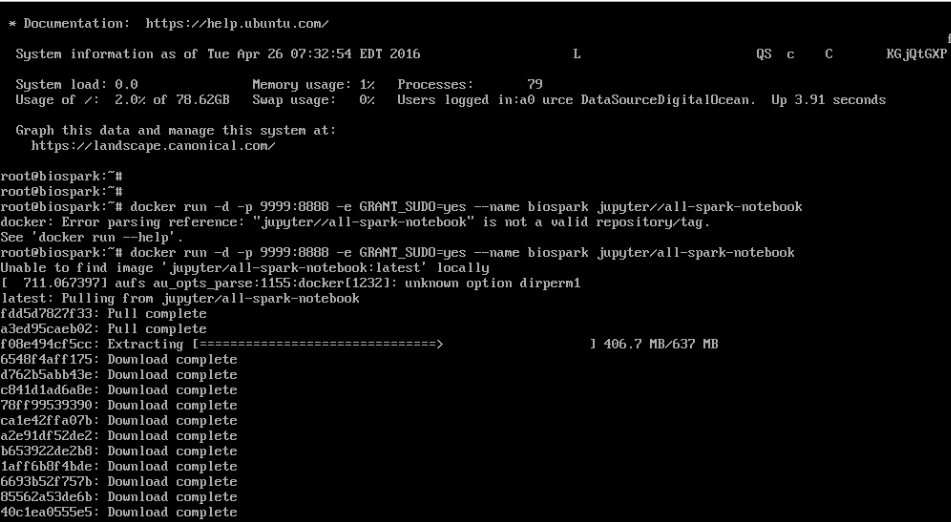 * Documentation:  https://help.ubuntu.com/
f
System information as of Tue Apr 26 07:32:54 EDT 2016                    L                       QS  c    C       KGjQtGXP
System load: 0.0               Memory usage: 1%   Processes:       79
Usage of /:  2.0% of 78.62GB   Swap usage:   0%   Users logged in:a0 urce DataSourceDigitalOcean.  Up 3.91 seconds
Graph this data and manage this system at:
https://landscape.canonical.com/
root@biospark:~#
root@biospark:~#
root@biospark:~# docker run -d -p 9999:8888 -e GRANT_SUDO=yes --name biospark jupyter//all-spark-notebook
docker: Error parsing reference: "jupyter//all-spark-notebook" is not a valid repository/tag.
See 'docker run --help'.
root@biospark:~# docker run -d -p 9999:8888 -e GRANT_SUDO=yes --name biospark jupyter/all-spark-notebook
Unable to find image 'jupyter/all-spark-notebook:latest' locally
[  711.067397] aufs au_opts_parse:1155:docker[1232]: unknown option dirperm1
latest: Pulling from jupyter/all-spark-notebook
fdd5d7827f33: Pull complete
a3ed95caeb02: Pull complete
f08e494cf5cc: Extracting [===============================>                   ] 406.7 MB/637 MB
6548f4aff175: Download complete
d762b5abb43e: Download complete
c841d1ad6a8e: Download complete
78ff99539390: Download complete
ca1e42ffa07b: Download complete
a2e91df52de2: Download complete
b653922de2b8: Download complete
1aff6b8f4bde: Download complete
6693b52f757b: Download complete
85562a53de6b: Download complete
40c1ea0555e5: Download complete